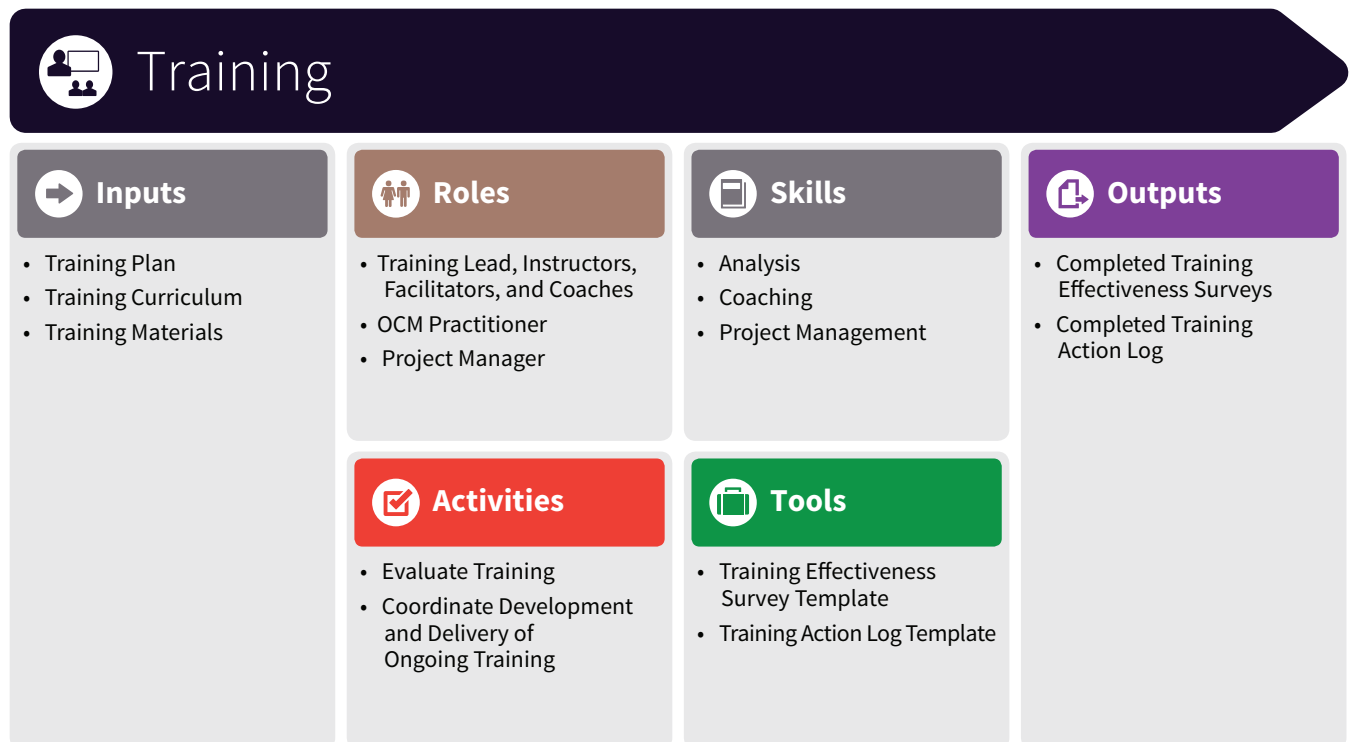 Training
Inputs
• Training Plan
• Training Curriculum
• Training Materials
Roles
• Training Lead, Instructors,
Facilitators, and Coaches
• OCM Practitioner
• Project Manager
Skills
• Analysis
• Coaching
• Project Management
Outputs
• Completed Training
Effectiveness Surveys
• Completed Training
Action Log
Activities
• Evaluate Training
• Coordinate Development
and Delivery of
Ongoing Training
Tools
• Training Effectiveness
Survey Template
• Training Action Log Template